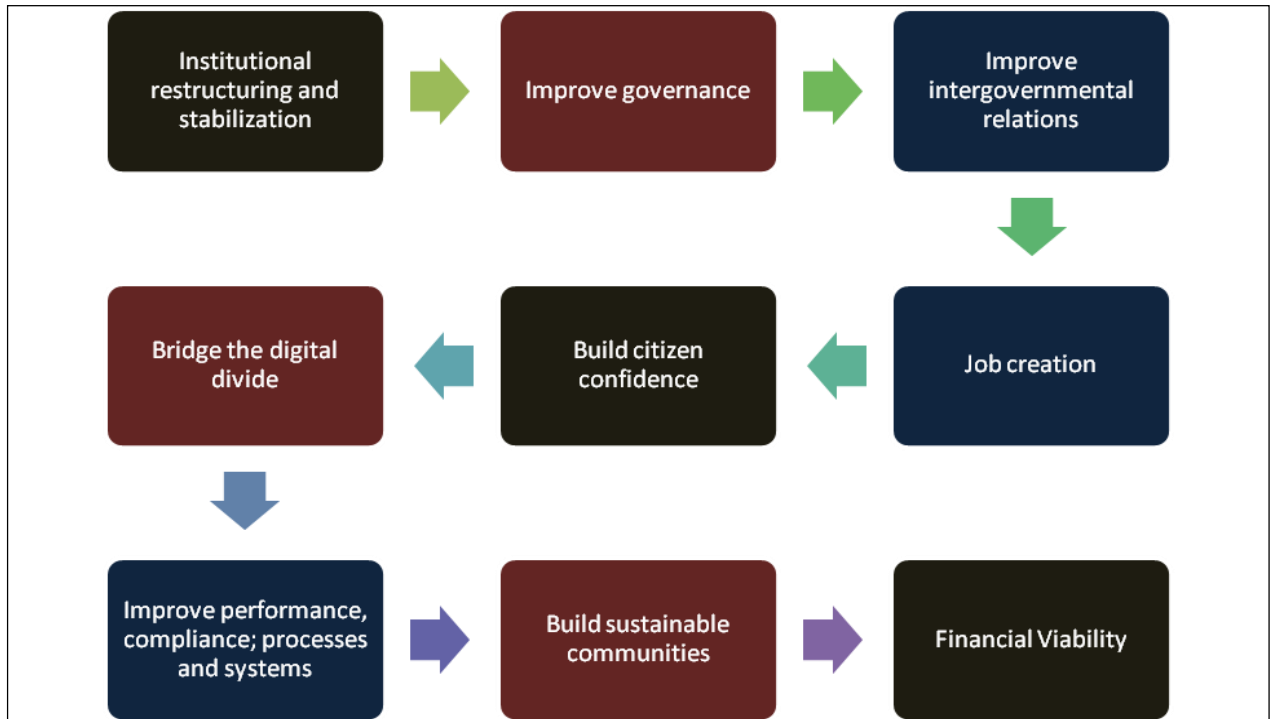 Institutional
restructuring and
stabilization
Improve governance
Improve
intergovernmental
relations
Job creation
Build citizen
confidence
Bridge the digital
divide
Improve performance,
compliance; processes
and systems
Build sustainable
communities
Financial Viability